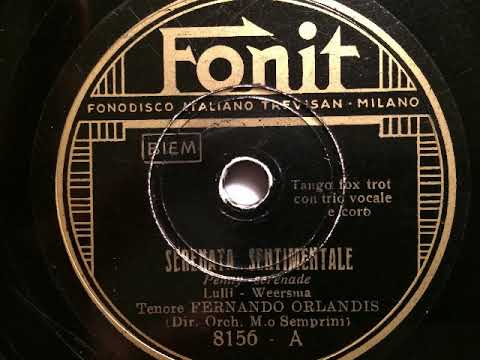 Fonit
FONODISCO ITALIANO TREVISAN - MILANO
BIEM
Tango fox trot
con trio vocale
e coro
SERENATA SENTIMENTALE
Penny serenade
Lulli - Weersma
Tenore FERNANDO ORLANDIS
(Dir. Orch. M.o Semprini)
8156 - A